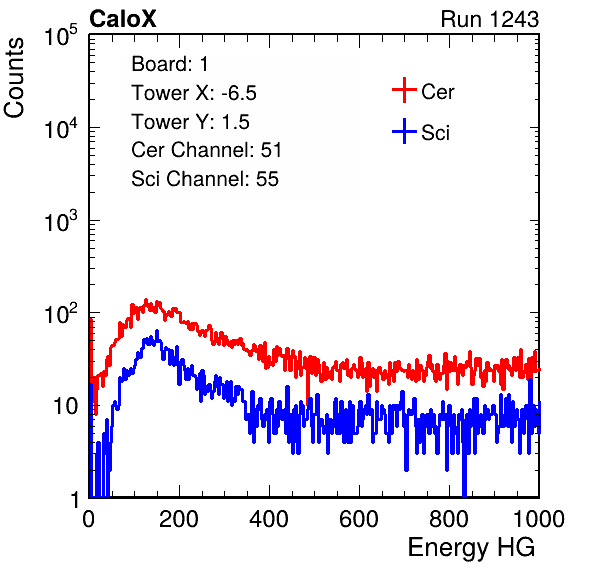 CaloX Run 1243
Counts
10^5
10^4
10^3
10^2
10
1
Board: 1
Tower X: -6.5
Tower Y: 1.5
Cer Channel: 51
Sci Channel: 55
Cer
Sci
0 200 400 600 800 1000
Energy HG